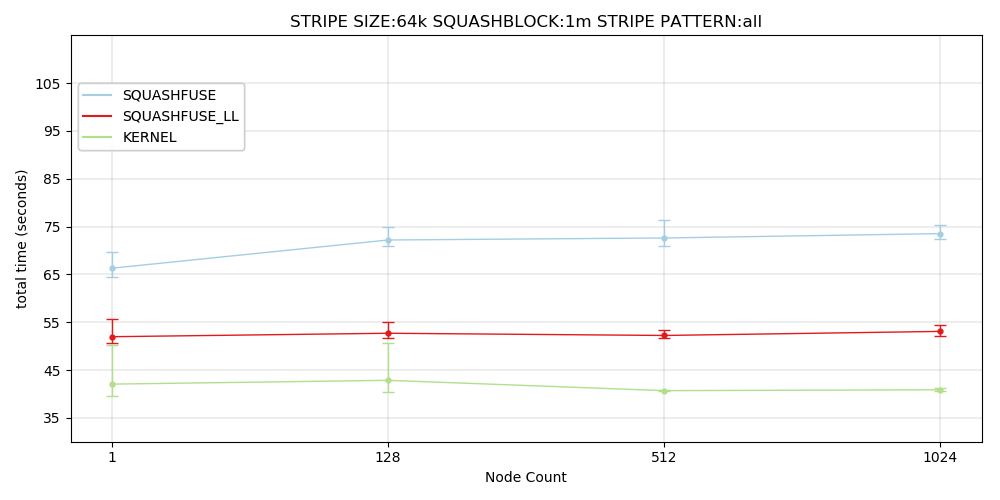 STRIPE SIZE:64k SQUASHBLOCK:1m STRIPE PATTERN:all
105
95
85
75
65
55
45
35
total time (seconds)
SQUASHFUSE
SQUASHFUSE_LL
KERNEL
1 128 512 1024
Node Count